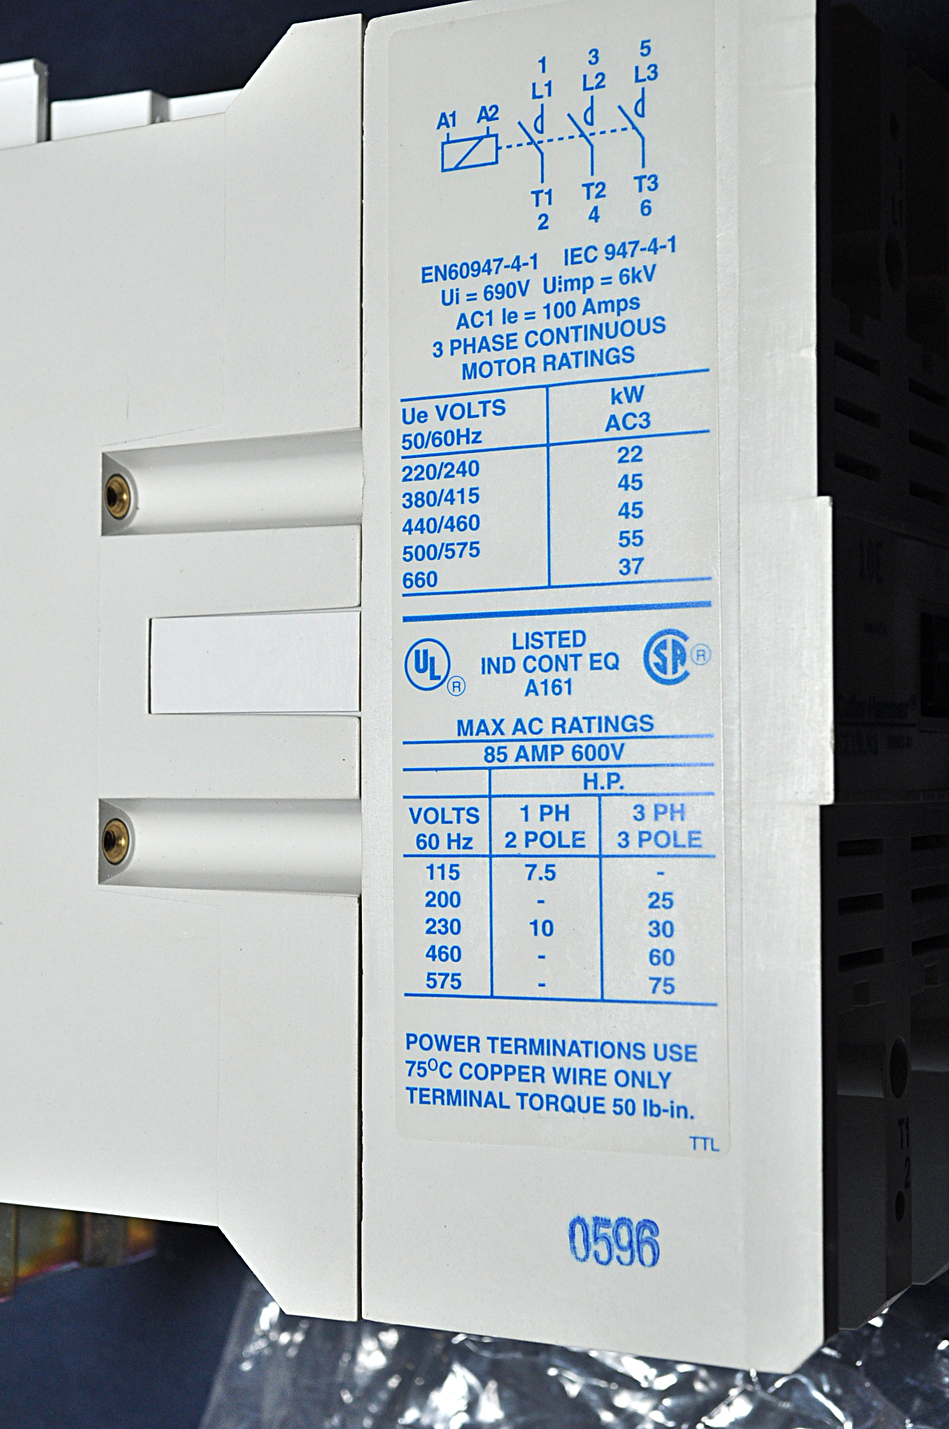 1 3 5
L1 L2 L3
A1 A2
T1 T2 T3
2 4 6
EN60947-4-1 IEC 947-4-1
Ui = 690V Uimp = 6kV
AC1 Ie = 100 Amps
3 PHASE CONTINUOUS
MOTOR RATINGS
Ue VOLTS kW
50/60Hz AC3
220/240 22
380/415 45
440/460 45
500/575 55
660 37
UL ® LISTED SA ®
IND CONT EQ
A161
MAX AC RATINGS
85 AMP 600V
H.P.
VOLTS 1 PH 3 PH
60 Hz 2 POLE 3 POLE
115 7.5 -
200 - 25
230 10 30
460 - 60
575 - 75
POWER TERMINATIONS USE
75°C COPPER WIRE ONLY
TERMINAL TORQUE 50 lb-in.
TTL
0596
T1
2